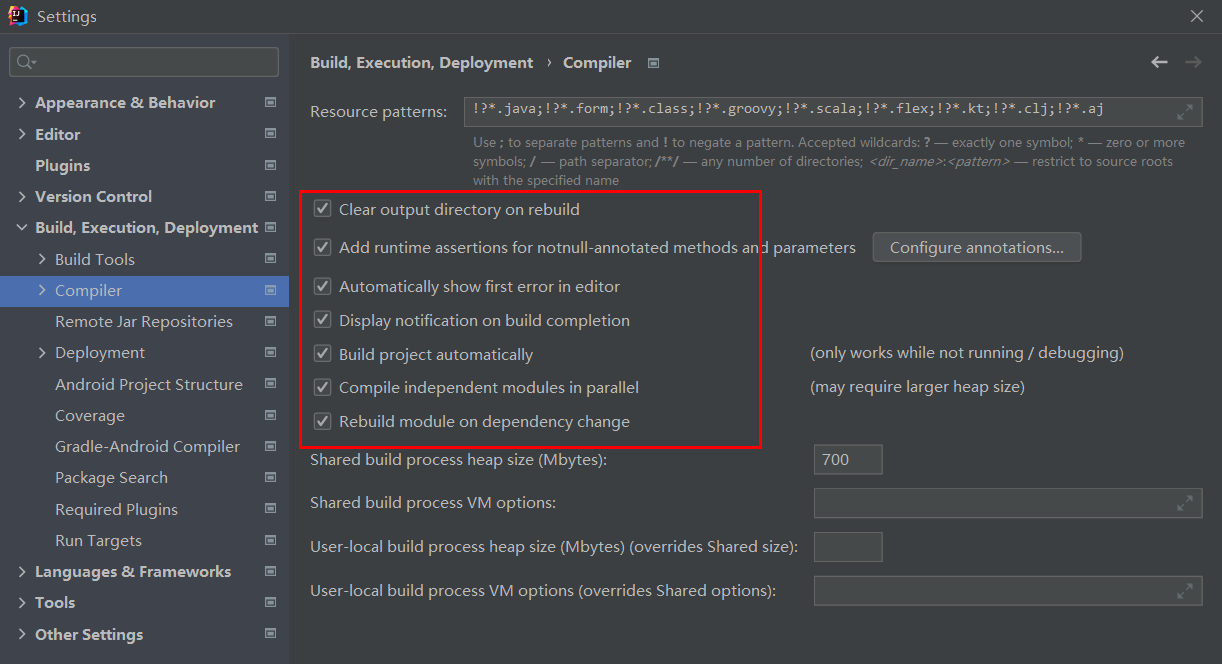 Settings
Appearance & Behavior
Editor
Plugins
Version Control
Build, Execution, Deployment
Build Tools
Compiler
Remote Jar Repositories
Deployment
Android Project Structure
Coverage
Gradle-Android Compiler
Package Search
Required Plugins
Run Targets
Languages & Frameworks
Tools
Other Settings
Build, Execution, Deployment › Compiler
Resource patterns: !?*.java;!?*.form;!?*.class;!?*.groovy;!?*.scala;!?*.flex;!?*.kt;!?*.clj;!?*.aj
Use ; to separate patterns and ! to negate a pattern. Accepted wildcards: ? — exactly one symbol; * — zero or more
symbols; / — path separator; /**/ — any number of directories; <dir_name>:<pattern> — restrict to source roots
with the specified name
Clear output directory on rebuild
Add runtime assertions for notnull-annotated methods and parameters Configure annotations...
Automatically show first error in editor
Display notification on build completion
Build project automatically (only works while not running / debugging)
Compile independent modules in parallel (may require larger heap size)
Rebuild module on dependency change
Shared build process heap size (Mbytes): 700
Shared build process VM options:
User-local build process heap size (Mbytes) (overrides Shared size):
User-local build process VM options (overrides Shared options):